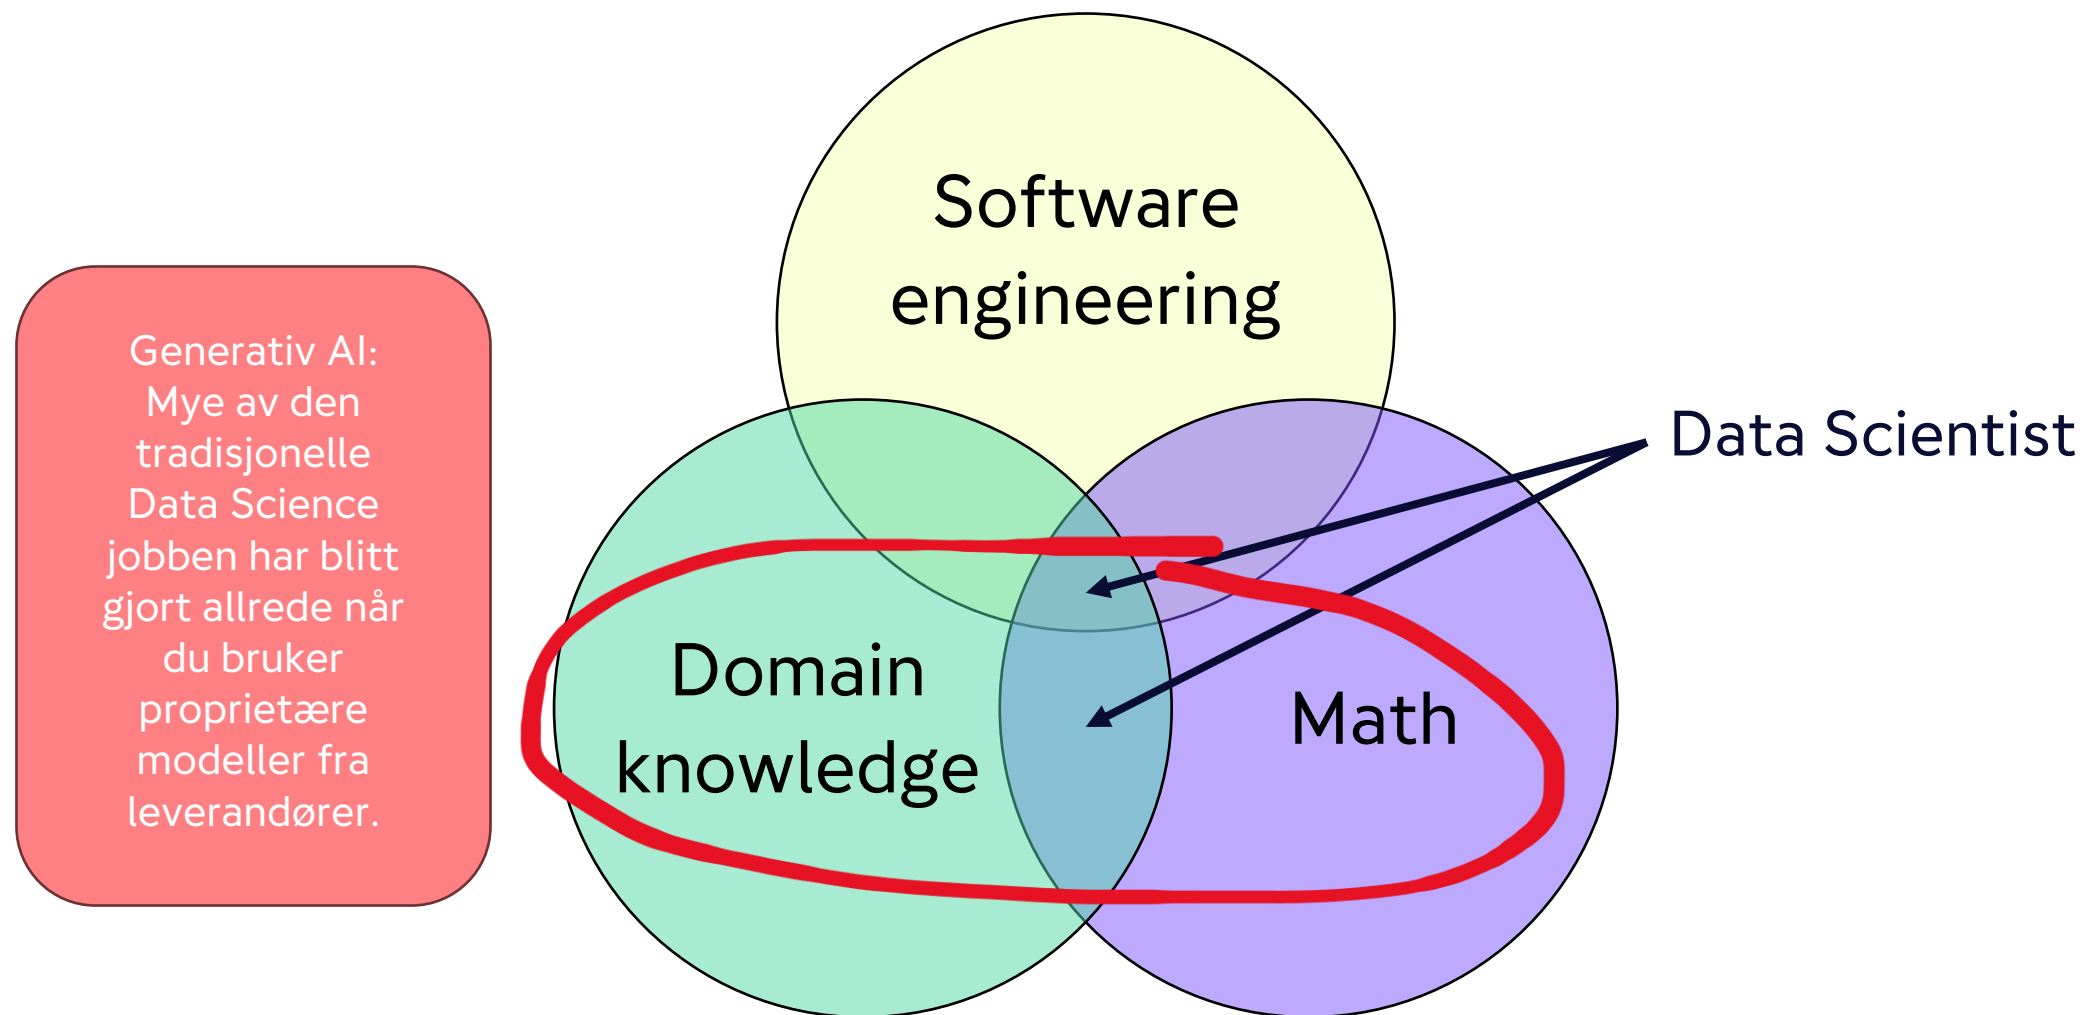 Software
engineering
Generativ AI:
Mye av den
tradisjonelle
Data Science
jobben har blitt
gjort allrede når
du bruker
proprietære
modeller fra
leverandører.
Data Scientist
Domain
knowledge
Math